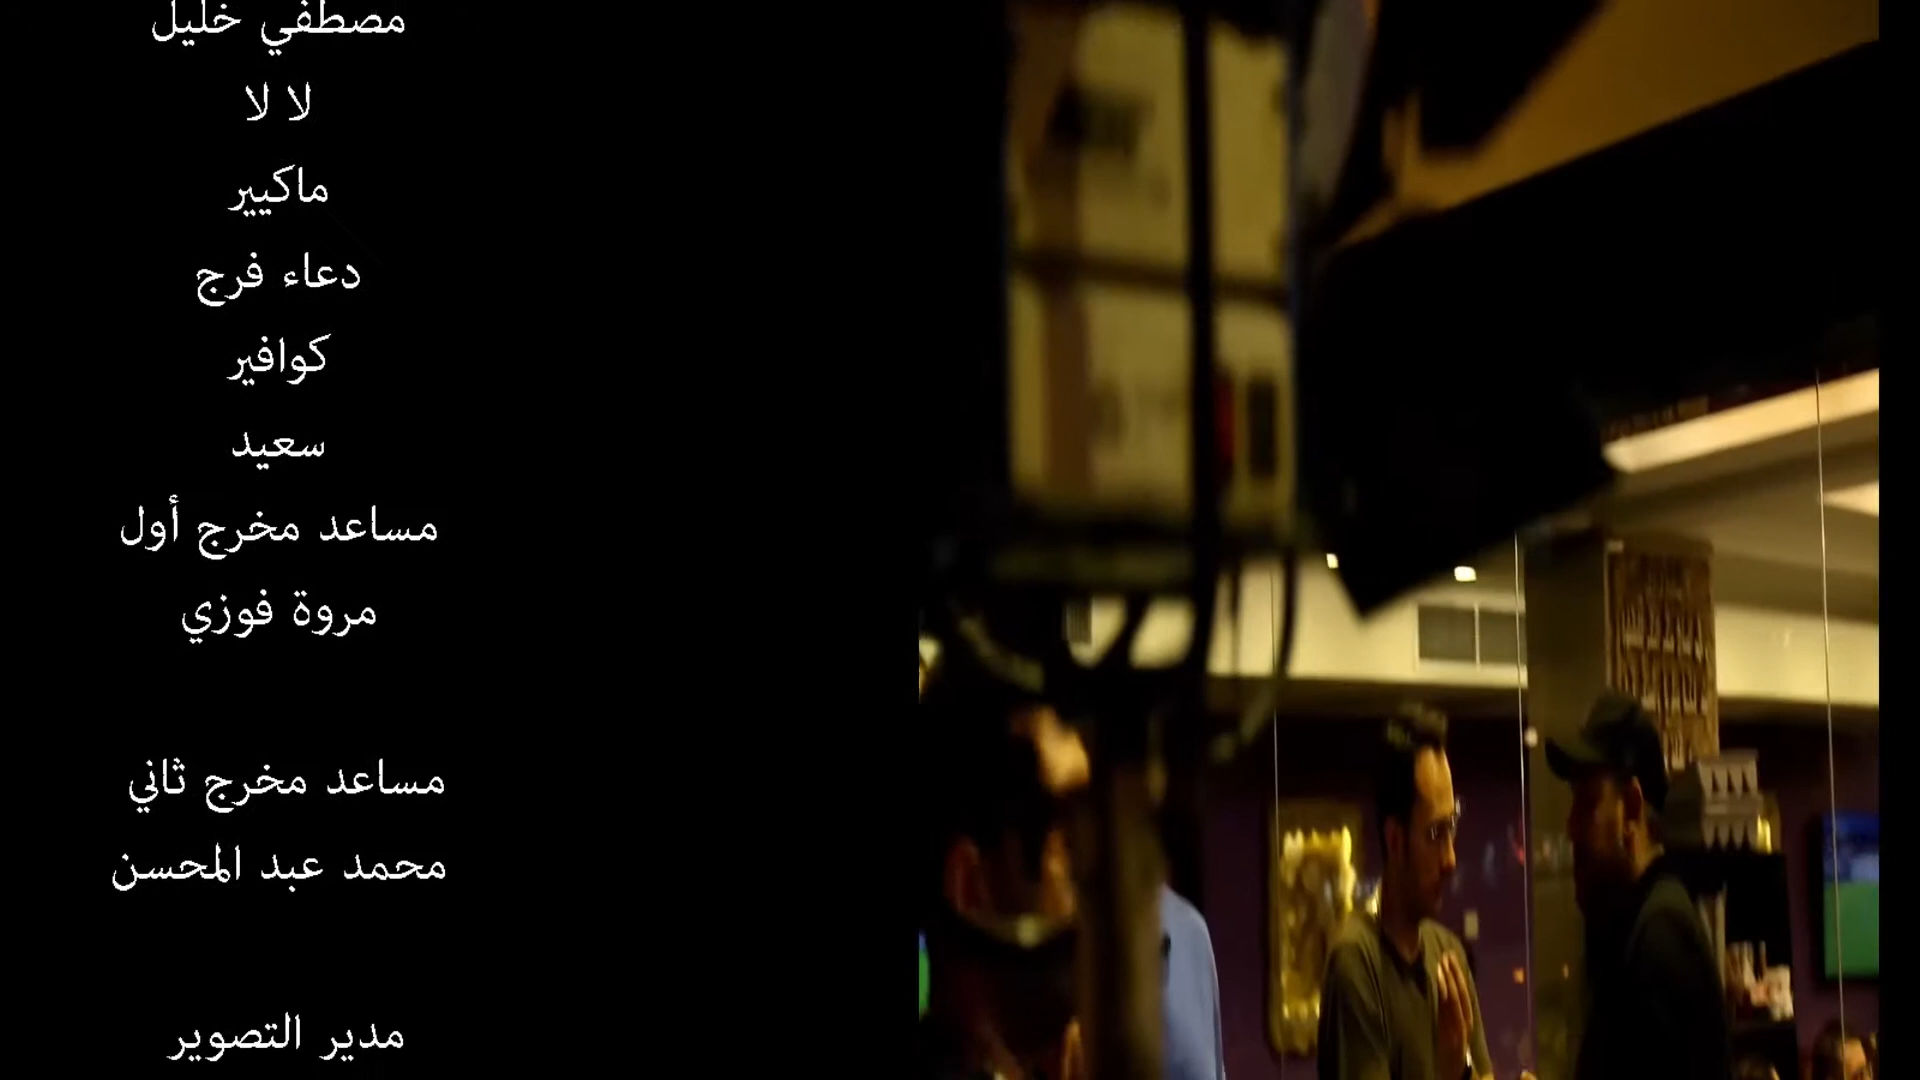 مصطفي خليل
لا لا
ماكيير
دعاء فرج
كوافير
سعيد
مساعد مخرج أول
مروة فوزي
مساعد مخرج ثاني
محمد عبد المحسن
مدير التصوير